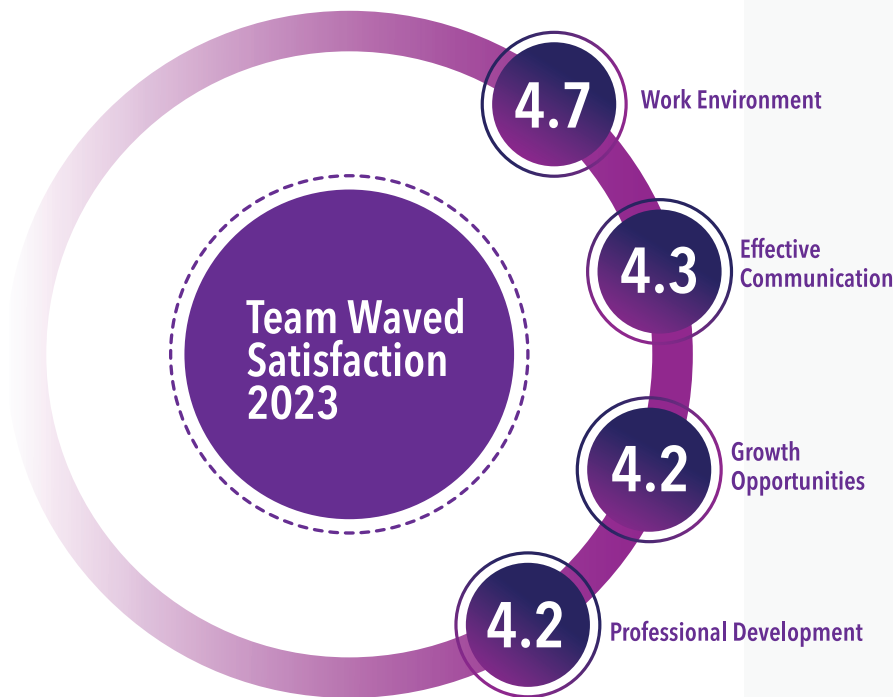 Team Waved
Satisfaction
2023
4.7
Work Environment
4.3
Effective
Communication
4.2
Growth
Opportunities
4.2
Professional Development